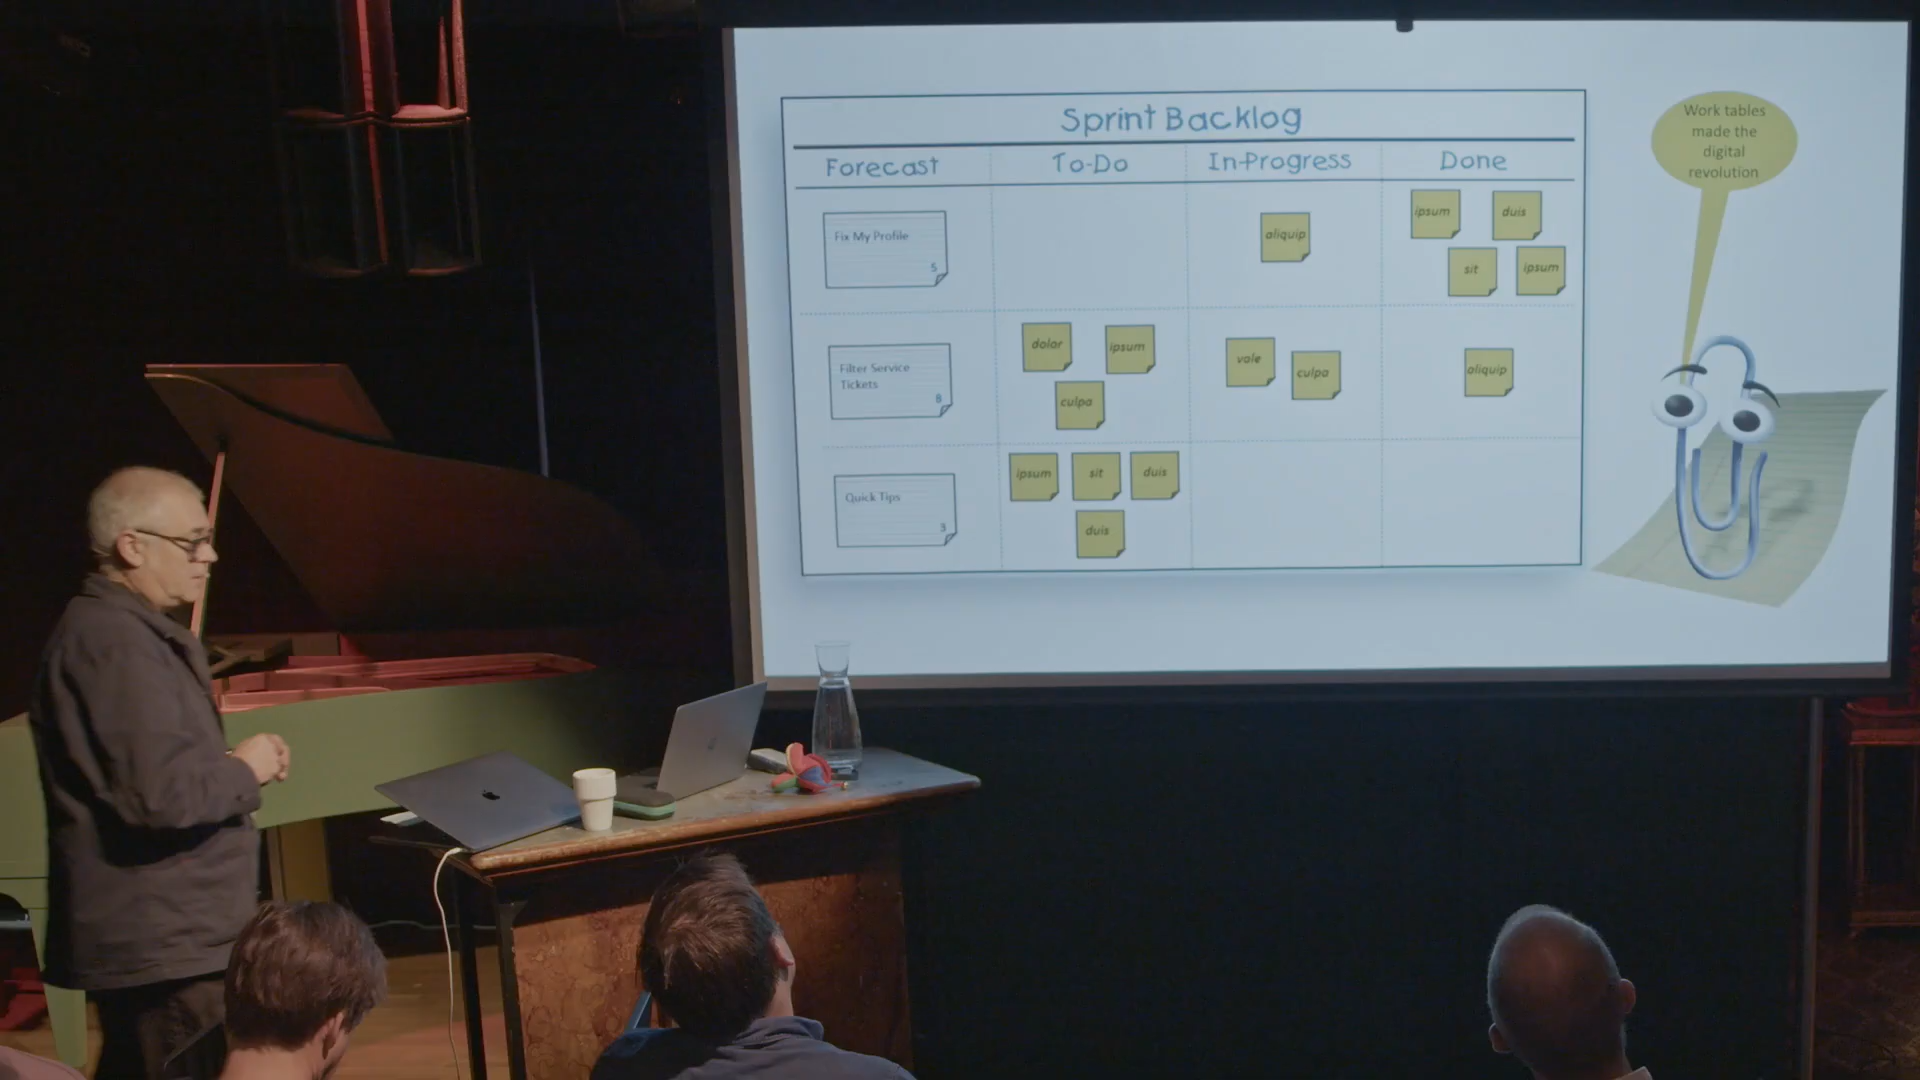 Sprint Backlog
Forecast To-Do In-Progress Done
Fix My Profile
5
aliquip
ipsum duis
sit ipsum
Filter Service
Tickets
8
dolor ipsum
culpa
vole culpa
aliquip
Quick Tips
3
ipsum sit duis
duis
Work tables
made the
digital
revolution